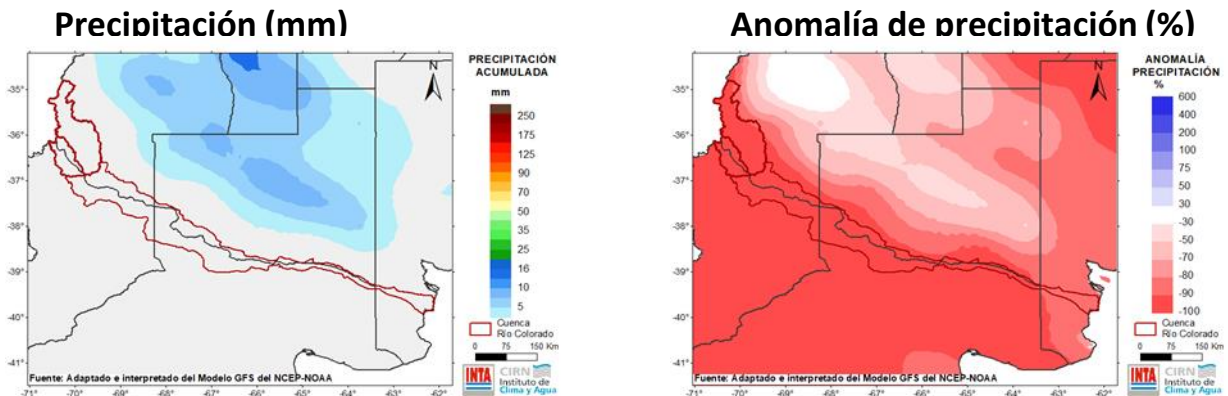 Precipitación (mm)
PRECIPITACIÓN
ACUMULADA
mm
250
175
125
90
70
50
35
25
16
10
5
N
-35°
-36°
-37°
-38°
-39°
-40°
-41°
-71°
-70°
-69°
-68°
-67°
-66°
-65°
-64°
-63°
-62°
Cuenca
Río Colorado
0 75 150 Km
Fuente: Adaptado e interpretado del Modelo GFS del NCEP-NOAA
INTA
CIRN
Instituto de
Clima y Agua
Anomalía de precipitación (%)
ANOMALÍA
PRECIPITACIÓN
%
600
400
200
100
75
50
30
-30
-50
-70
-80
-90
-100
N
-35°
-36°
-37°
-38°
-39°
-40°
-41°
-71°
-70°
-69°
-68°
-67°
-66°
-65°
-64°
-63°
-62°
Cuenca
Río Colorado
0 75 150 Km
Fuente: Adaptado e interpretado del Modelo GFS del NCEP-NOAA
INTA
CIRN
Instituto de
Clima y Agua